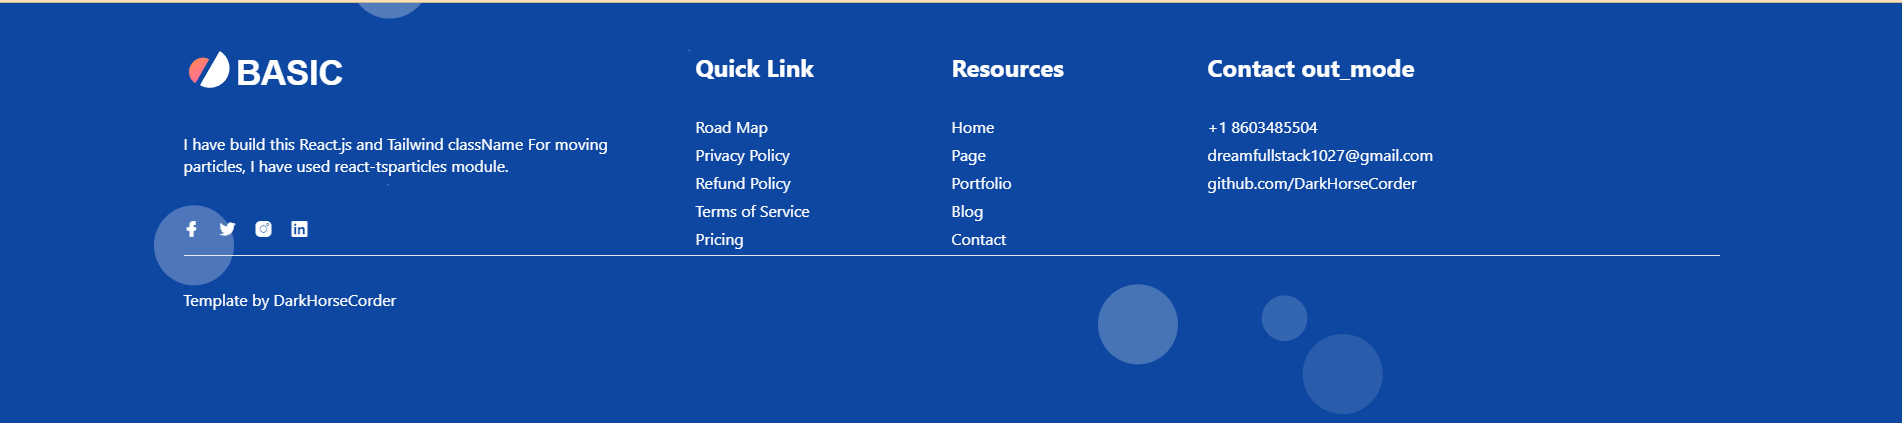 BASIC
I have build this React.js and Tailwind className For moving
particles, I have used react-tsparticles module.
Quick Link
Road Map
Privacy Policy
Refund Policy
Terms of Service
Pricing
Resources
Home
Page
Portfolio
Blog
Contact
Contact out_mode
+1 8603485504
dreamfullstack1027@gmail.com
github.com/DarkHorseCorder
Template by DarkHorseCorder